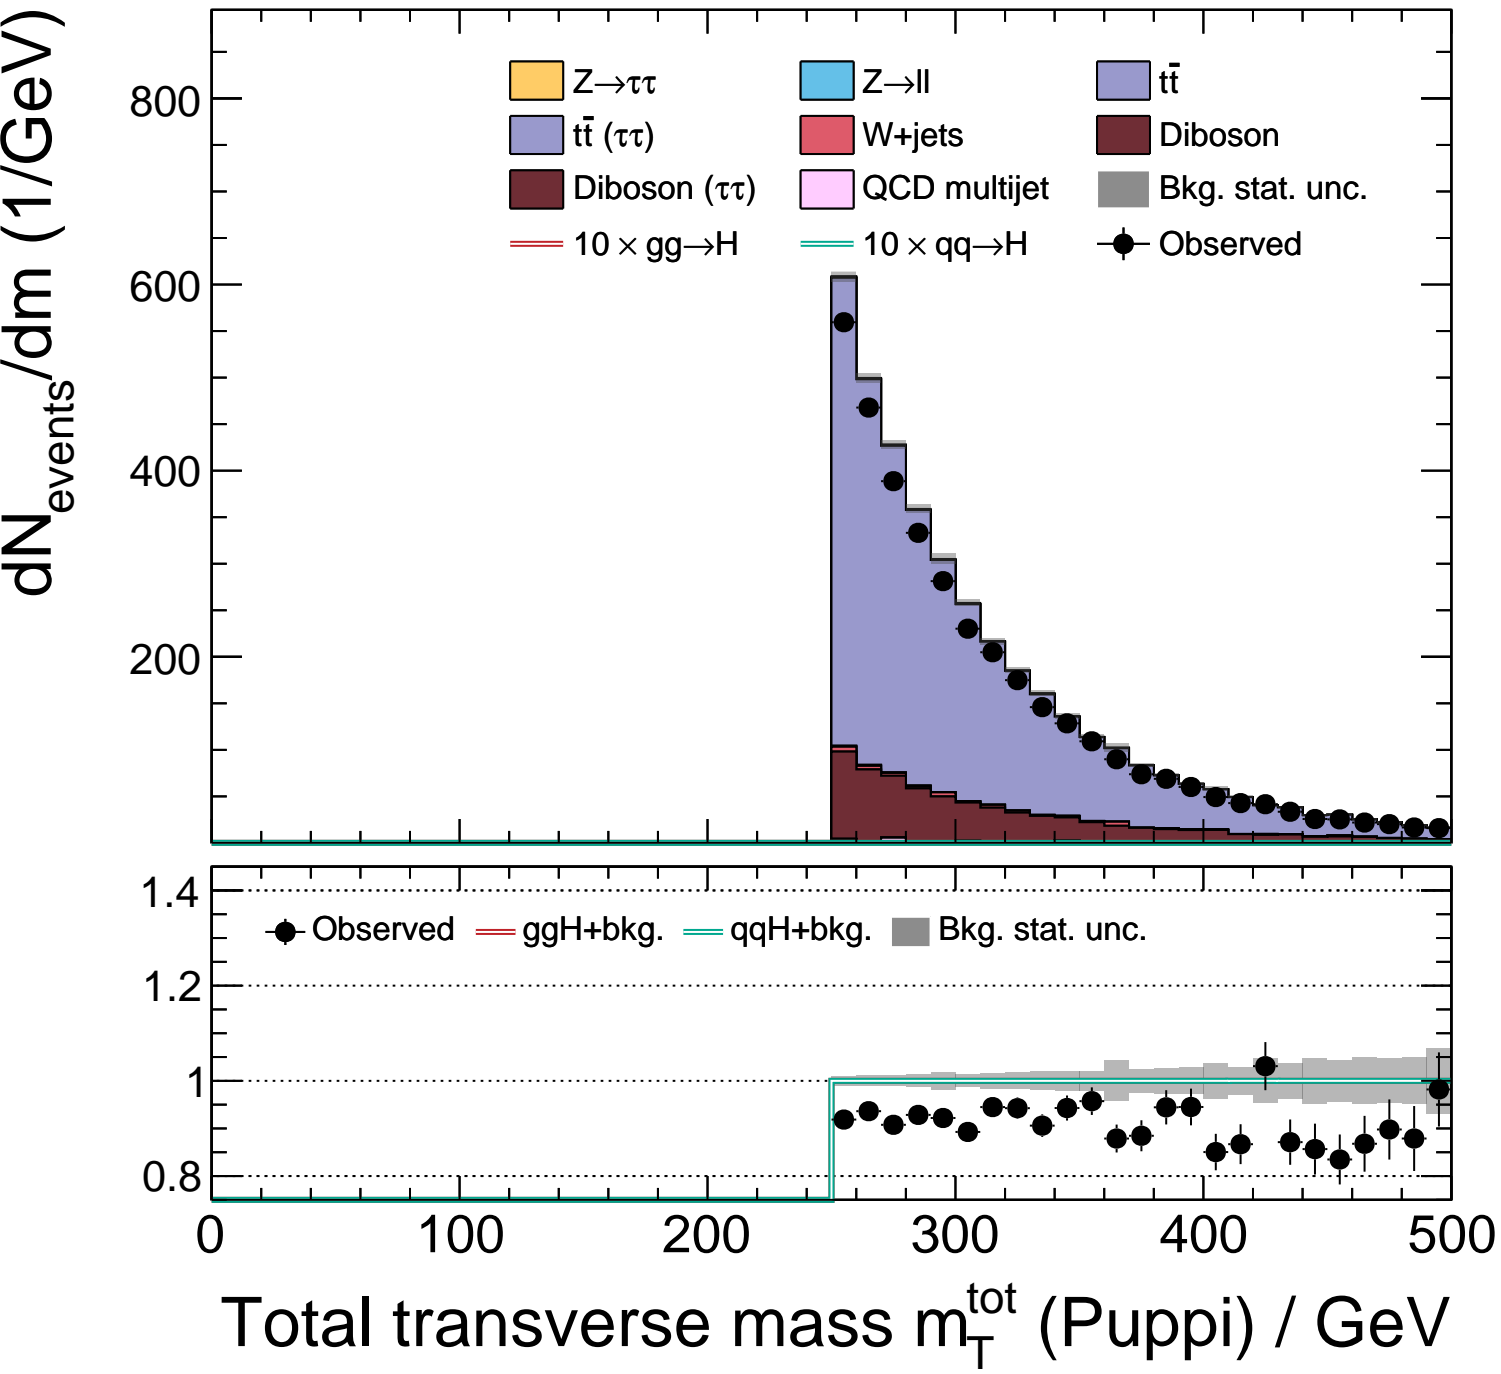 dN_events/dm (1/GeV)
800
600
400
200
Z→ττ Z→ll tt̄
tt̄ (ττ) W+jets Diboson
Diboson (ττ) QCD multijet Bkg. stat. unc.
10 × gg→H 10 × qq→H Observed
1.4
1.2
1
0.8
Observed ggH+bkg. qqH+bkg. Bkg. stat. unc.
0 100 200 300 400 500
Total transverse mass m_T^tot (Puppi) / GeV